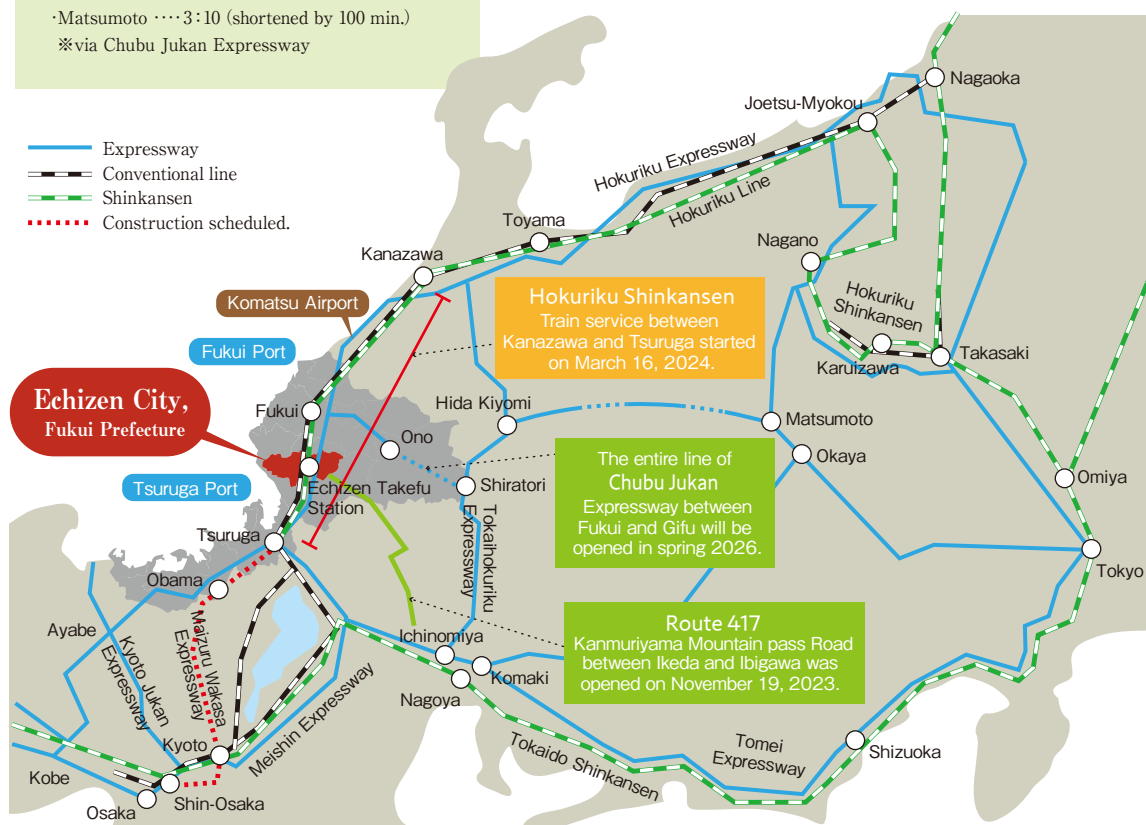 ·Matsumoto ····3:10 (shortened by 100 min.)
※via Chubu Jukan Expressway
Expressway
Conventional line
Shinkansen
Construction scheduled.
Nagaoka
Joetsu-Myokou
Hokuriku Expressway
Hokuriku Line
Toyama
Kanazawa
Nagano
Komatsu Airport
Hokuriku Shinkansen
Train service between
Kanazawa and Tsuruga started
on March 16, 2024.
Hokuriku
Shinkansen
Fukui Port
Karuizawa
Takasaki
Echizen City,
Fukui Prefecture
Fukui
Hida Kiyomi
Matsumoto
Ono
Okaya
The entire line of
Chubu Jukan
Expressway between
Fukui and Gifu will be
opened in spring 2026.
Tsuruga Port
Echizen Takefu
Station
Shiratori
Omiya
Tokaihokuriku
Expressway
Tsuruga
Tokyo
Obama
Ayabe
Kyoto Jukan
Expressway
Maizuru Wakasa
Expressway
Ichinomiya
Komaki
Route 417
Kanmuriyama Mountain pass Road
between Ikeda and Ibigawa was
opened on November 19, 2023.
Nagoya
Meishin Expressway
Kyoto
Tokaido Shinkansen
Tomei
Expressway
Shizuoka
Kobe
Osaka
Shin-Osaka